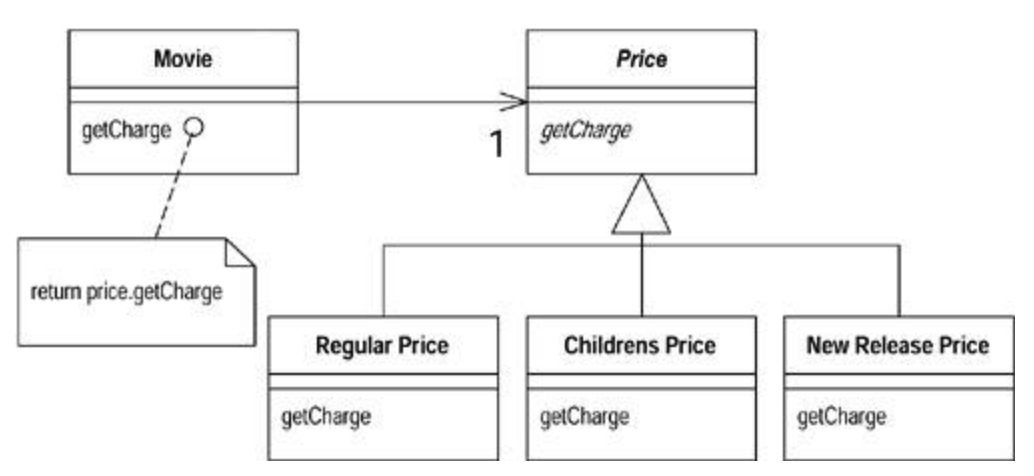 Movie
Price
getCharge
1
getCharge
return price.getCharge
Regular Price
Childrens Price
New Release Price
getCharge
getCharge
getCharge